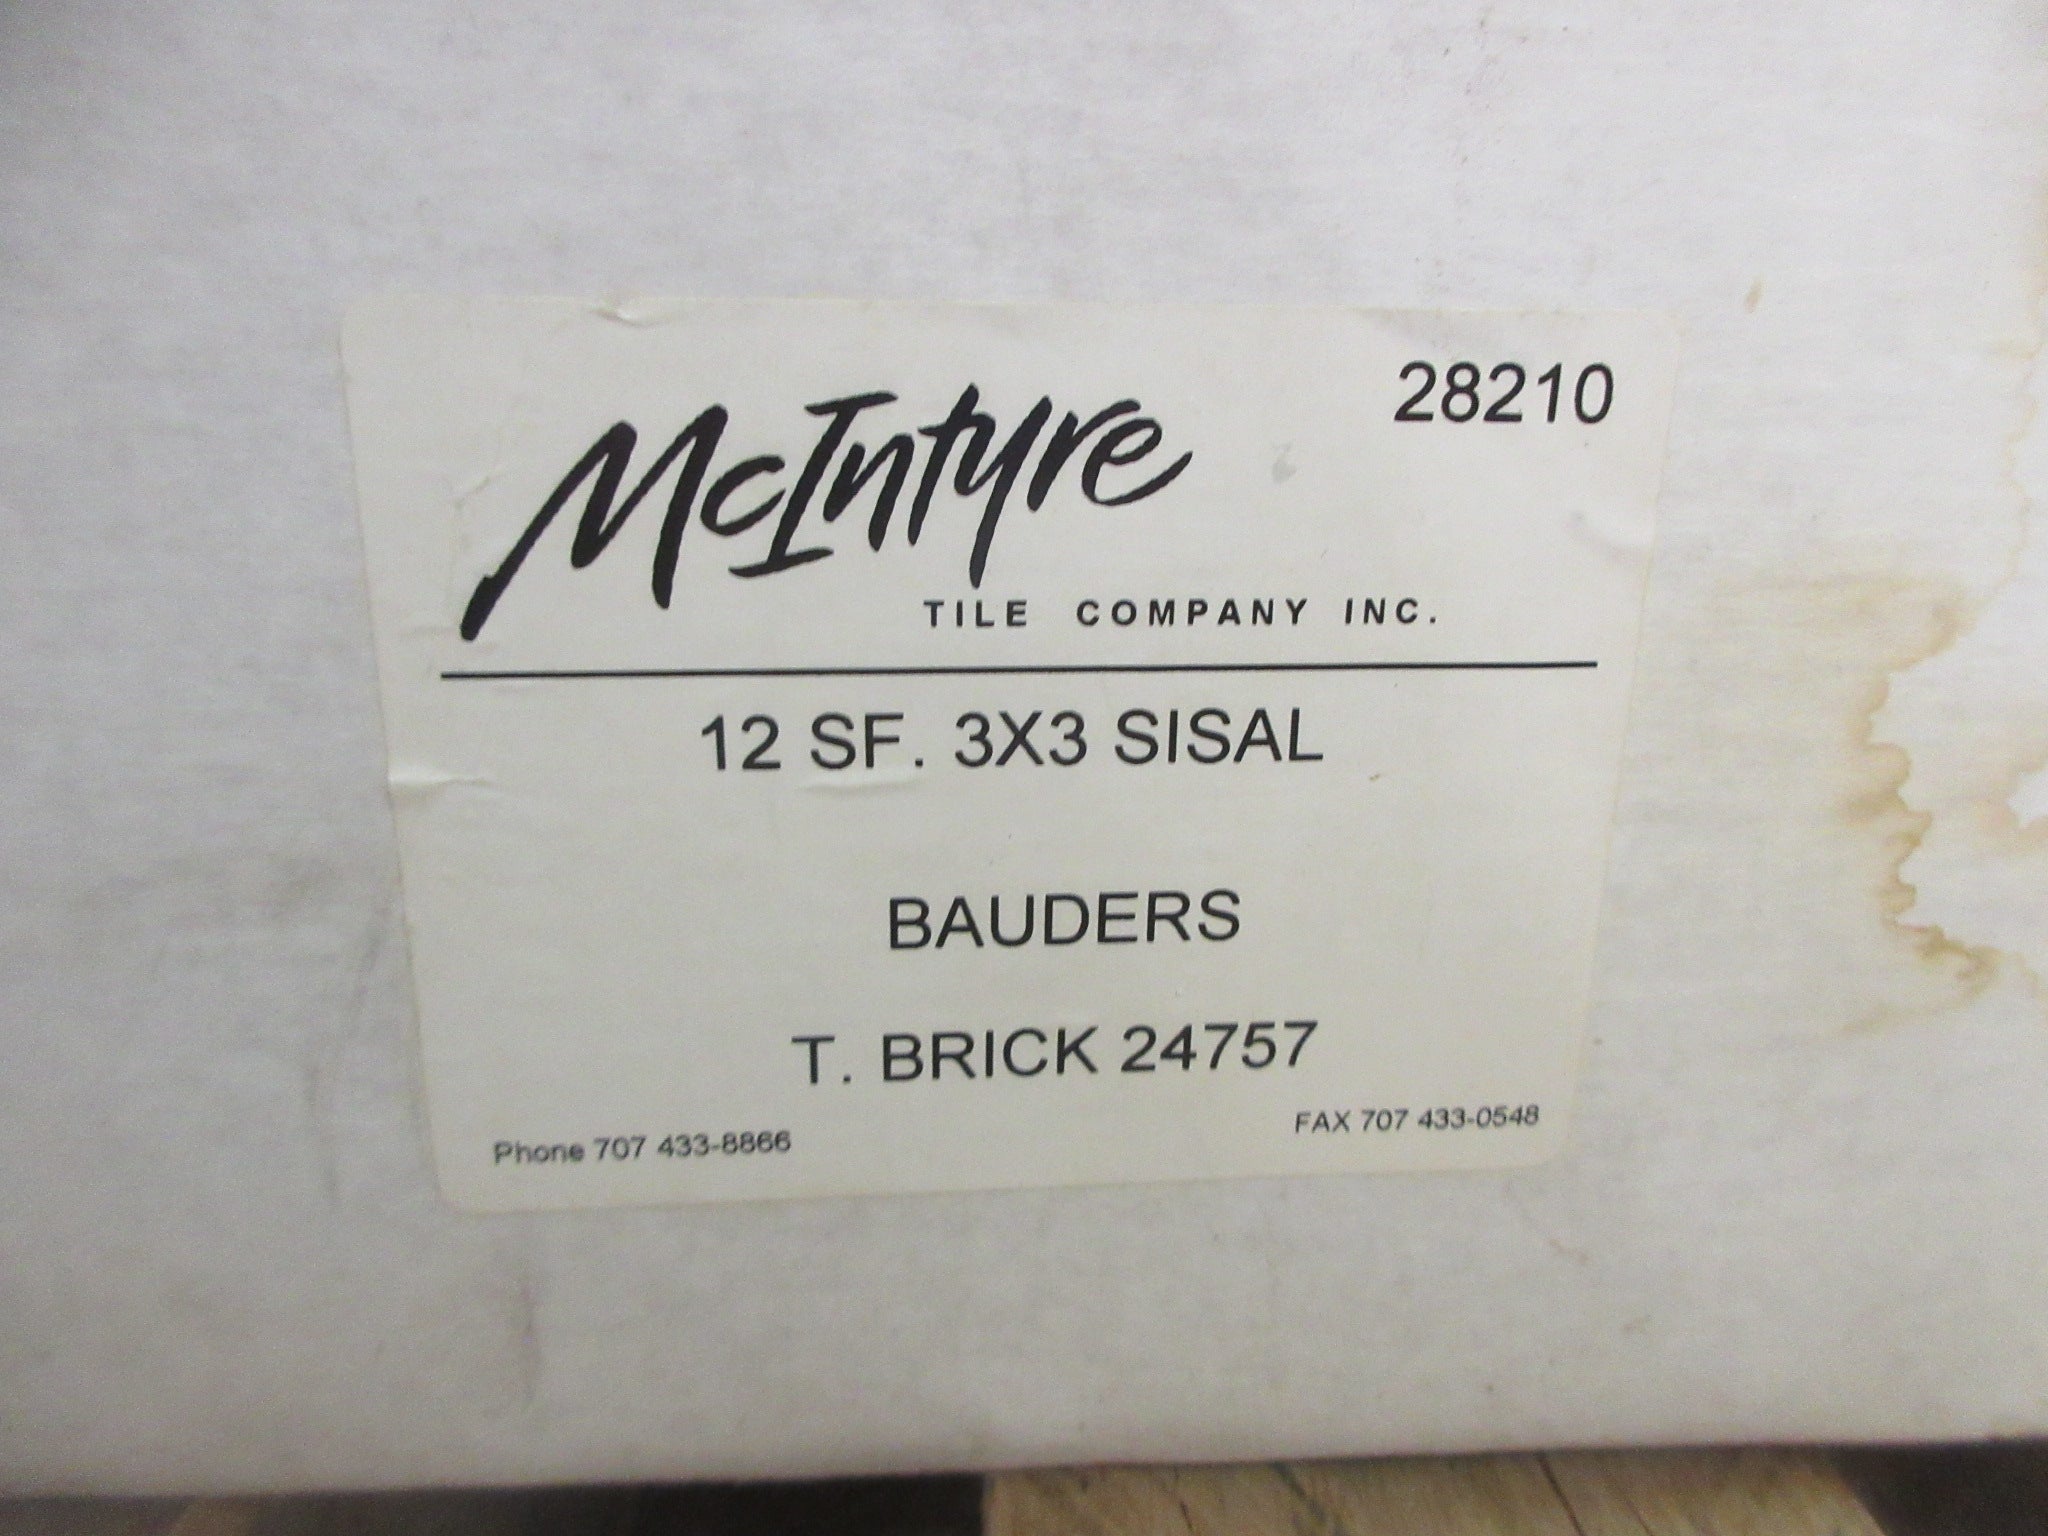 28210
McIntyre
TILE COMPANY INC.
12 SF. 3X3 SISAL
BAUDERS
T. BRICK 24757
Phone 707 433-8866
FAX 707 433-0548